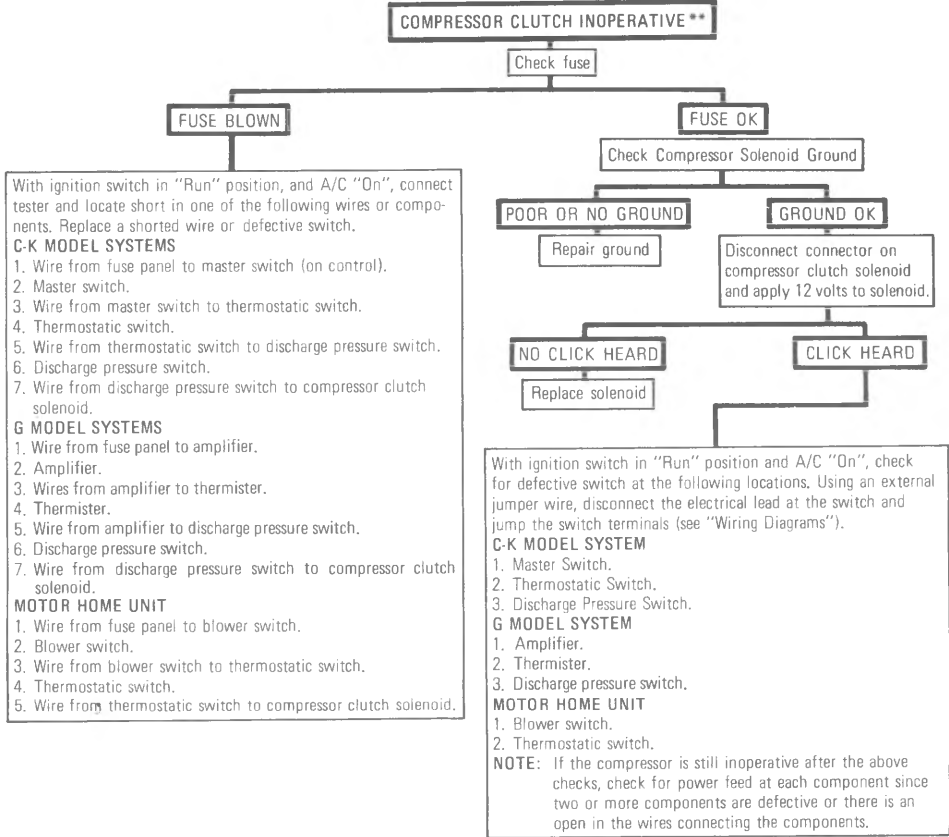 COMPRESSOR CLUTCH INOPERATIVE **
Check fuse
FUSE BLOWN
With ignition switch in "Run" position, and A/C "On", connect
tester and locate short in one of the following wires or compo-
nents. Replace a shorted wire or defective switch.
C-K MODEL SYSTEMS
1. Wire from fuse panel to master switch (on control).
2. Master switch.
3. Wire from master switch to thermostatic switch.
4. Thermostatic switch.
5. Wire from thermostatic switch to discharge pressure switch.
6. Discharge pressure switch.
7. Wire from discharge pressure switch to compressor clutch
solenoid.
G MODEL SYSTEMS
1. Wire from fuse panel to amplifier.
2. Amplifier.
3. Wires from amplifier to thermister.
4. Thermister.
5. Wire from amplifier to discharge pressure switch.
6. Discharge pressure switch.
7. Wire from discharge pressure switch to compressor clutch
solenoid.
MOTOR HOME UNIT
1. Wire from fuse panel to blower switch.
2. Blower switch.
3. Wire from blower switch to thermostatic switch.
4. Thermostatic switch.
5. Wire from thermostatic switch to compressor clutch solenoid.
FUSE OK
Check Compressor Solenoid Ground
POOR OR NO GROUND
Repair ground
GROUND OK
Disconnect connector on
compressor clutch solenoid
and apply 12 volts to solenoid.
NO CLICK HEARD
Replace solenoid
CLICK HEARD
With ignition switch in "Run" position and A/C "On", check
for defective switch at the following locations. Using an external
jumper wire, disconnect the electrical lead at the switch and
jump the switch terminals (see "Wiring Diagrams").
C-K MODEL SYSTEM
1. Master Switch.
2. Thermostatic Switch.
3. Discharge Pressure Switch.
G MODEL SYSTEM
1. Amplifier.
2. Thermister.
3. Discharge pressure switch.
MOTOR HOME UNIT
1. Blower switch.
2. Thermostatic switch.
NOTE: If the compressor is still inoperative after the above
checks, check for power feed at each component since
two or more components are defective or there is an
open in the wires connecting the components.